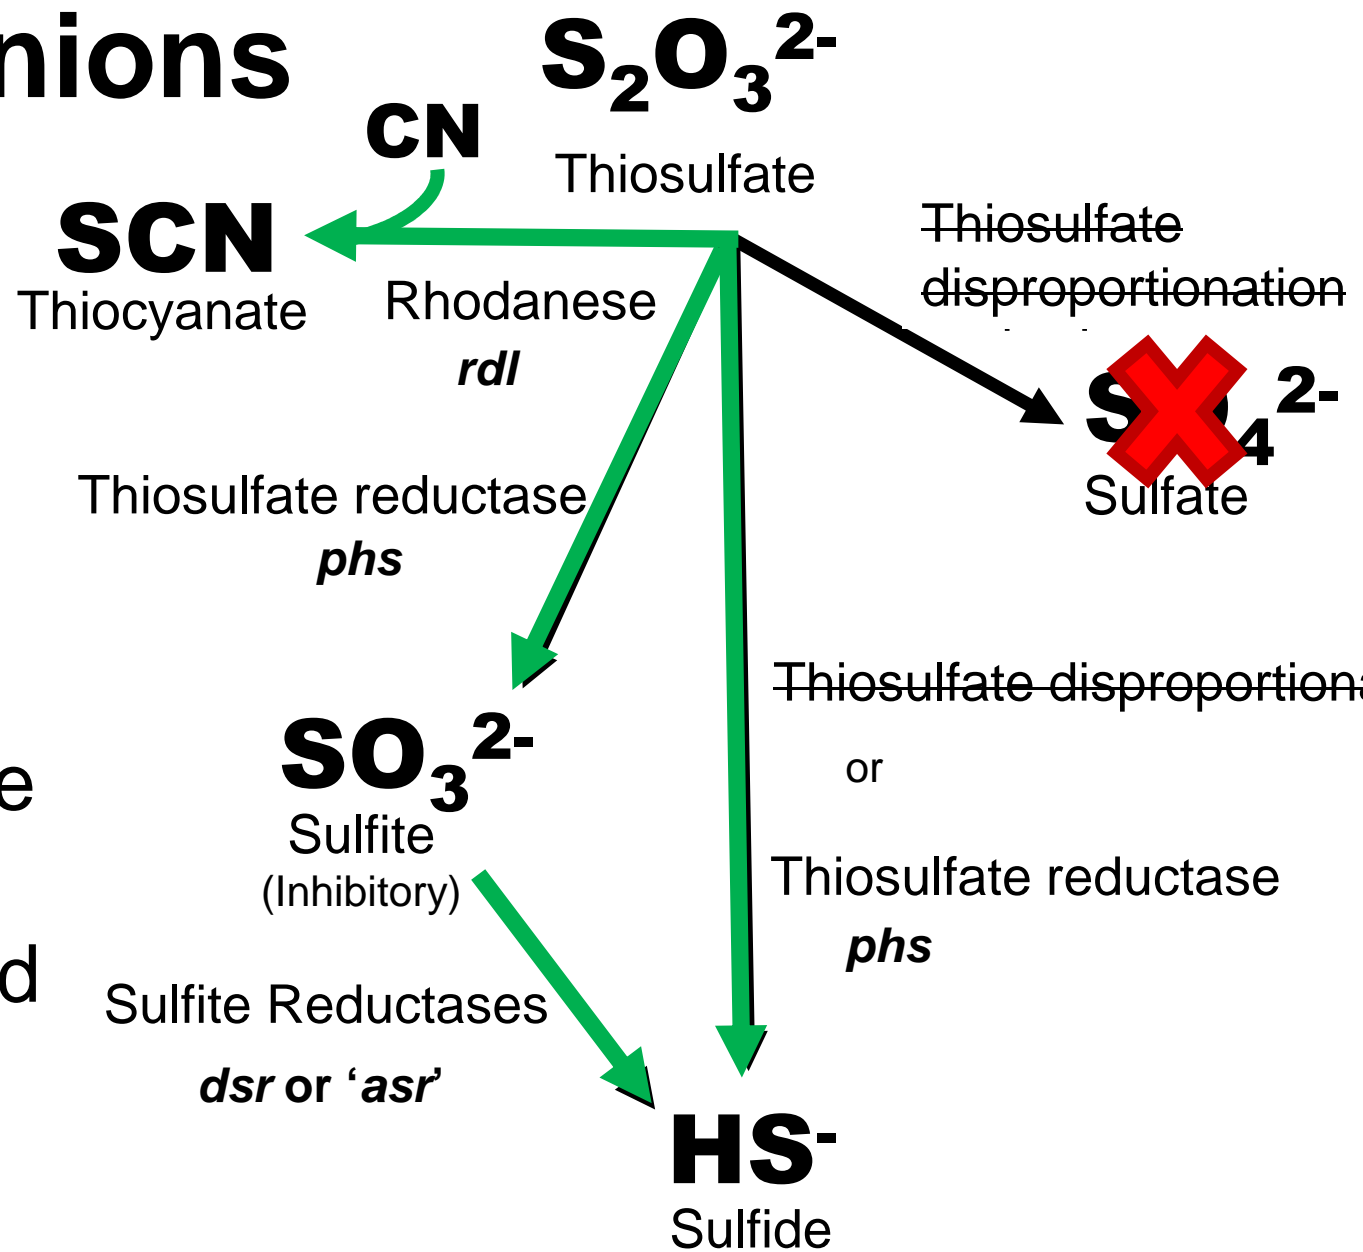 nions
S₂O₃²⁻
CN
Thiosulfate
SCN
Thiocyanate
Thiosulfate
disproportionation
Rhodanese
rdl
4²⁻
Sulfate
Thiosulfate reductase
phs
Thiosulfate disproportiona
SO₃²⁻
Sulfite
(Inhibitory)
or
e
Thiosulfate reductase
phs
d
Sulfite Reductases
dsr or ‘asr’
HS⁻
Sulfide